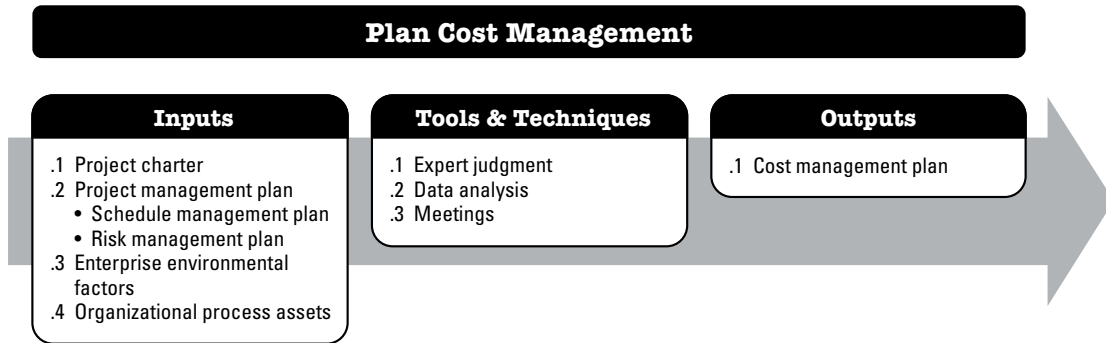 Plan Cost Management
Inputs
.1 Project charter
.2 Project management plan
• Schedule management plan
• Risk management plan
.3 Enterprise environmental
factors
.4 Organizational process assets
Tools & Techniques
.1 Expert judgment
.2 Data analysis
.3 Meetings
Outputs
.1 Cost management plan